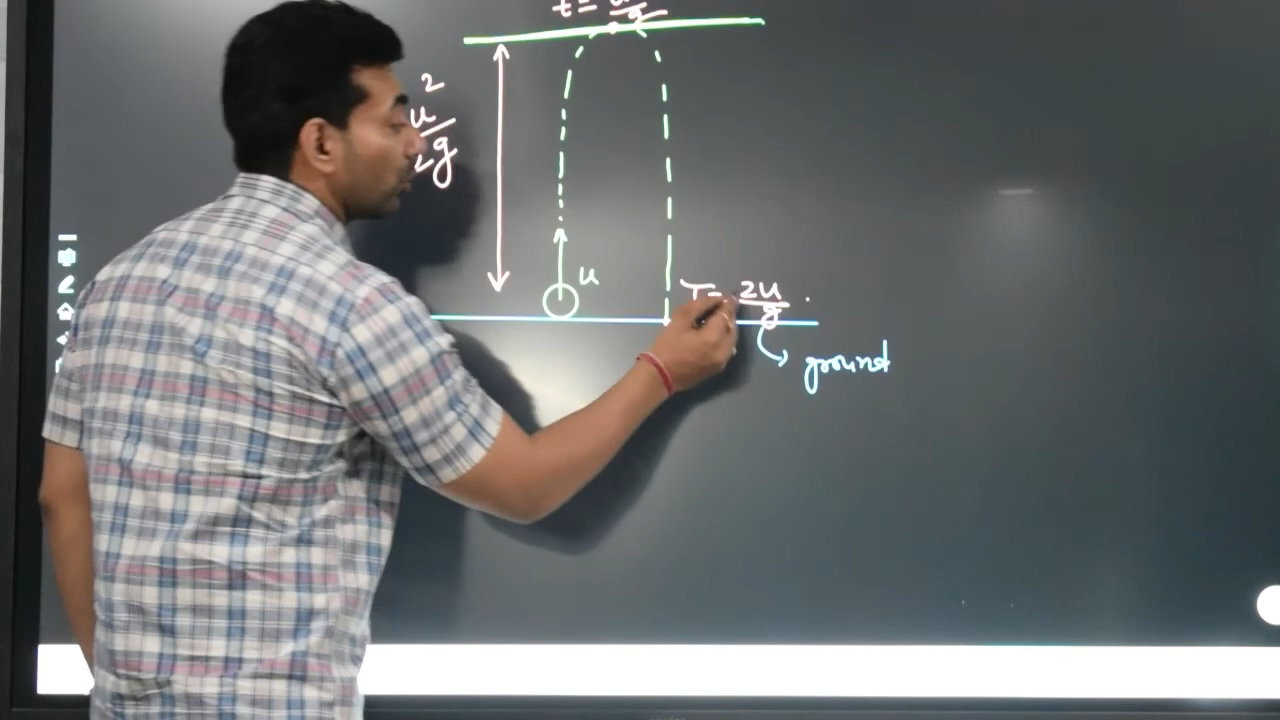 t = u/g
u²/2g
u
T = 2u/g .
ground